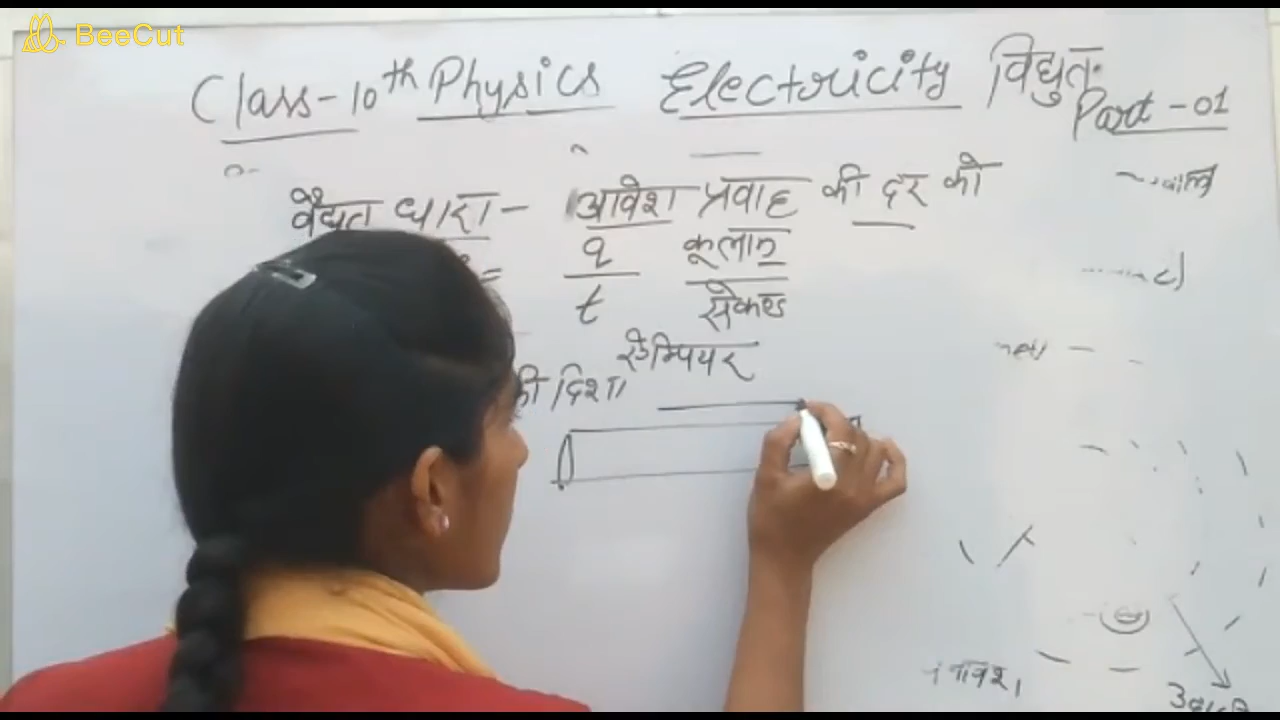 BeeCut
Class-10th Physics Electricity विद्युत
Part-01
वैद्युत धारा - आवेश प्रवाह की दर को
= q कूलाम
t सेकण्ड
ऐम्पियर
की दिशा